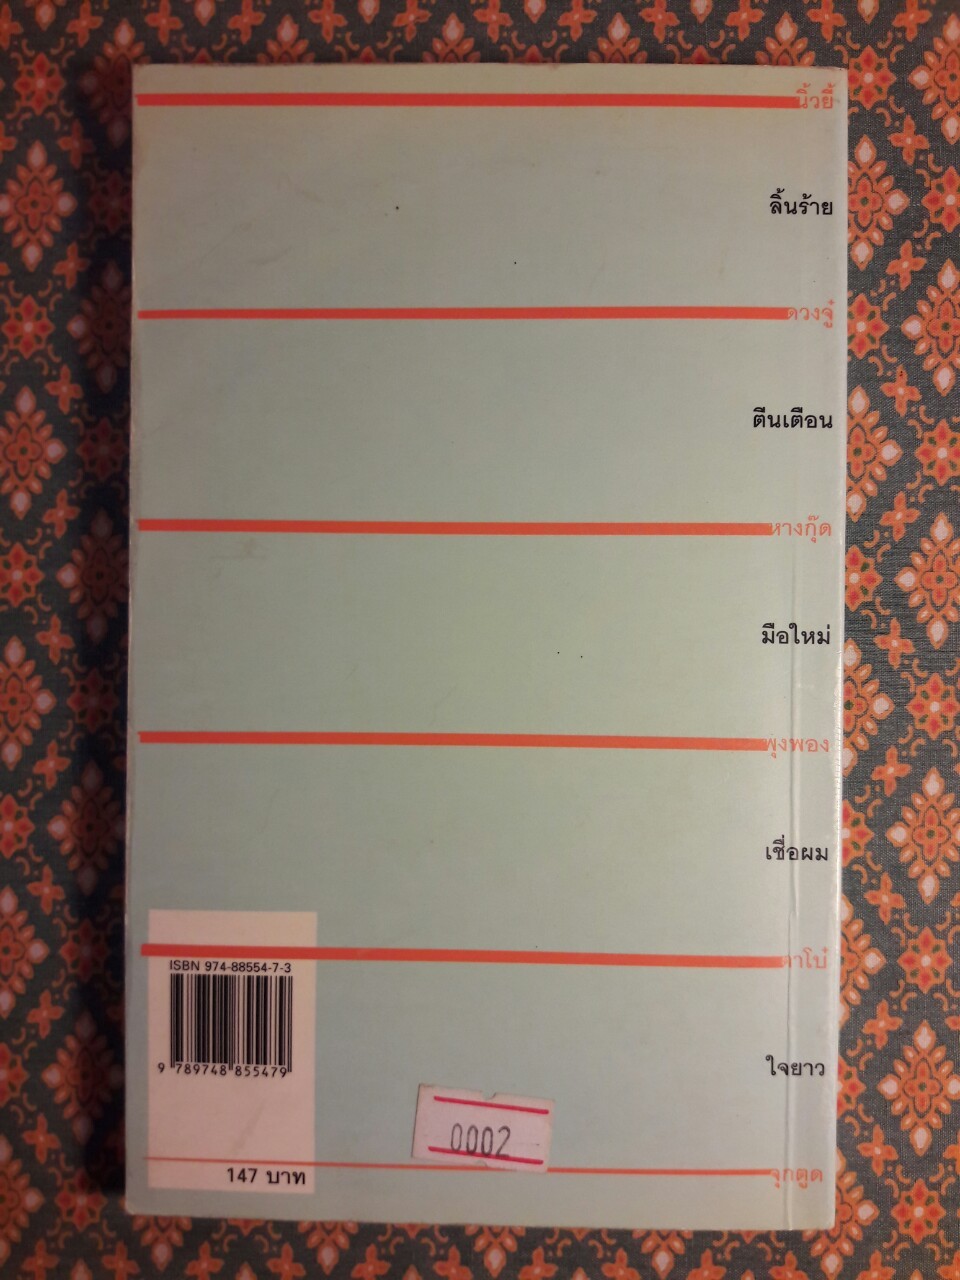 นิ้วยี้
ลิ้นร้าย
ดวงจู๋
ตีนเตือน
หางกุ๊ด
มือใหม่
พุงพอง
เชื่อผม
ตาโบ๋
ISBN 974-88554-7-3
9 789748 855479
ใจยาว
0002
147 บาท
จุกตูด